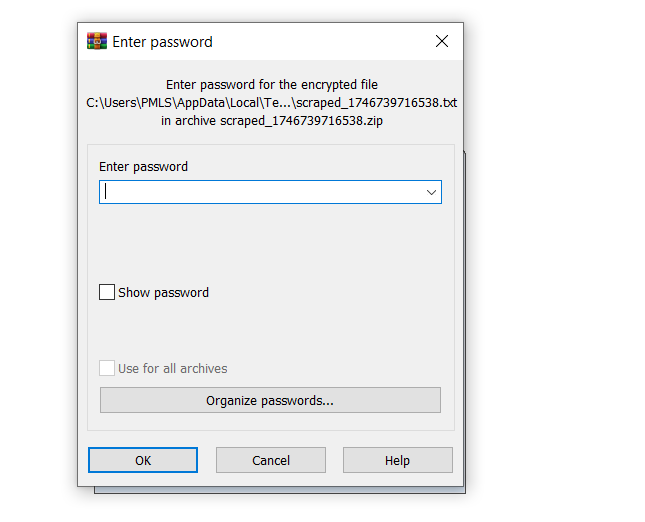 Enter password
Enter password for the encrypted file
C:\Users\PMLS\AppData\Local\Te...\scraped_1746739716538.txt
in archive scraped_1746739716538.zip
Enter password
Show password
Use for all archives
Organize passwords...
OK Cancel Help